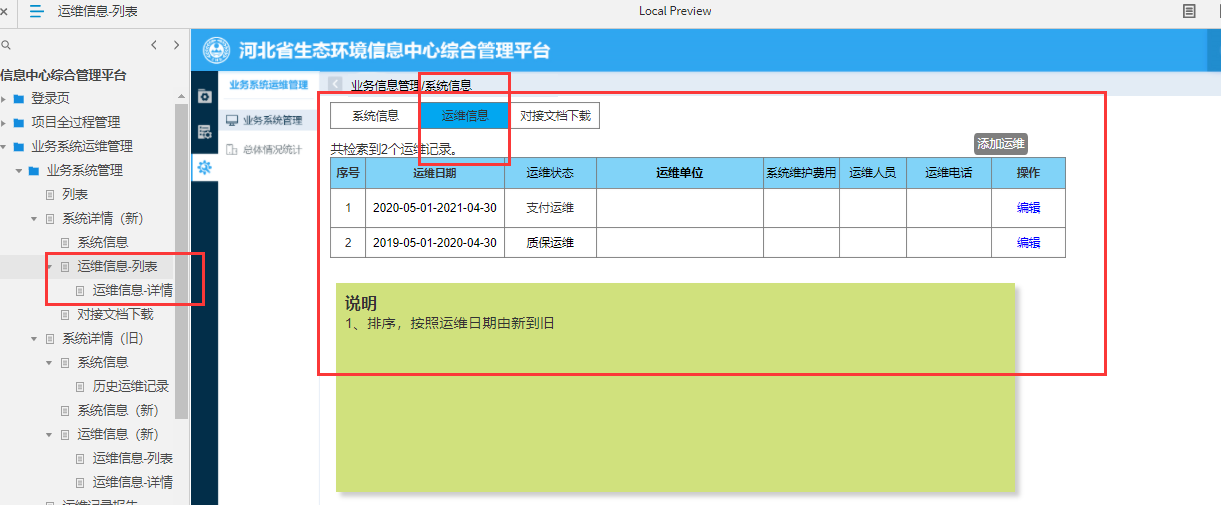 运维信息-列表
Local Preview
信息中心综合管理平台
登录页
项目全过程管理
业务系统运维管理
业务系统管理
列表
系统详情（新）
系统信息
运维信息-列表
运维信息-详情
对接文档下载
系统详情（旧）
系统信息
历史运维记录
系统信息（新）
运维信息（新）
运维信息-列表
运维信息-详情
运维记录报告
河北省生态环境信息中心综合管理平台
业务系统运维管理
业务系统管理
总体情况统计
业务信息管理/系统信息
系统信息 运维信息 对接文档下载
共检索到2个运维记录。
添加运维
序号 运维日期 运维状态 运维单位 系统维护费用 运维人员 运维电话 操作
1 2020-05-01-2021-04-30 支付运维 编辑
2 2019-05-01-2020-04-30 质保运维 编辑
说明
1、排序，按照运维日期由新到旧